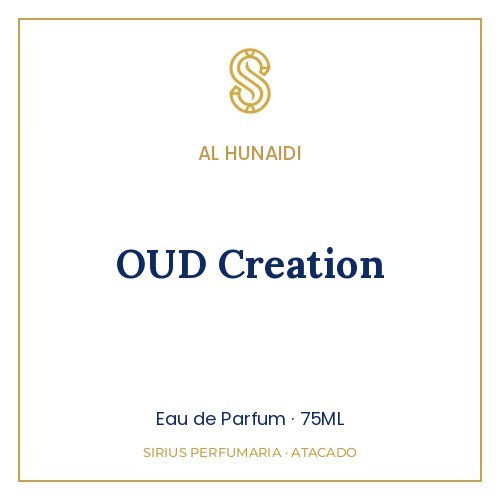 AL HUNAIDI
OUD Creation
Eau de Parfum · 75ML
SIRIUS PERFUMARIA · ATACADO